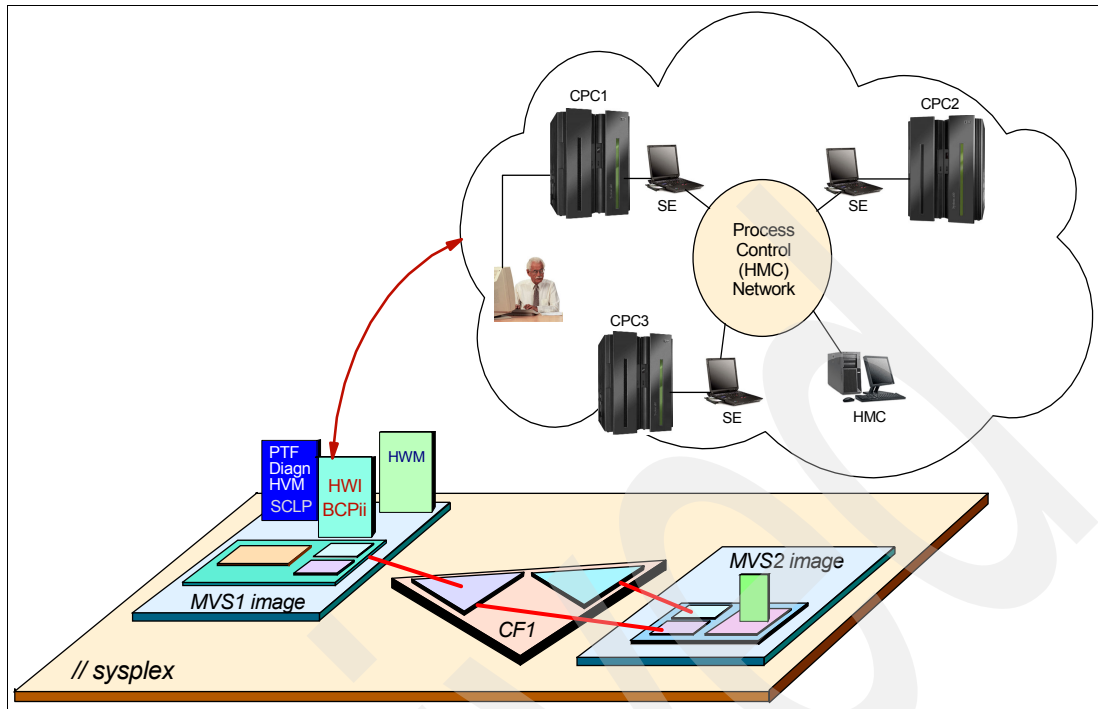 CPC1
CPC2
SE
SE
Process
Control
(HMC)
Network
CPC3
SE
HMC
PTF
Diagn
HVM
SCLP
HWI
BCPii
HWM
MVS1 image
CF1
MVS2 image
// sysplex